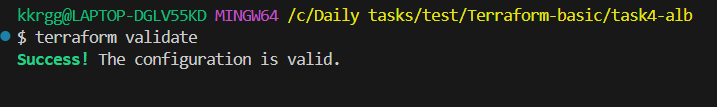 kkrgg@LAPTOP-DGLV55KD MINGW64 /c/Daily tasks/test/Terraform-basic/task4-alb
$ terraform validate
Success! The configuration is valid.